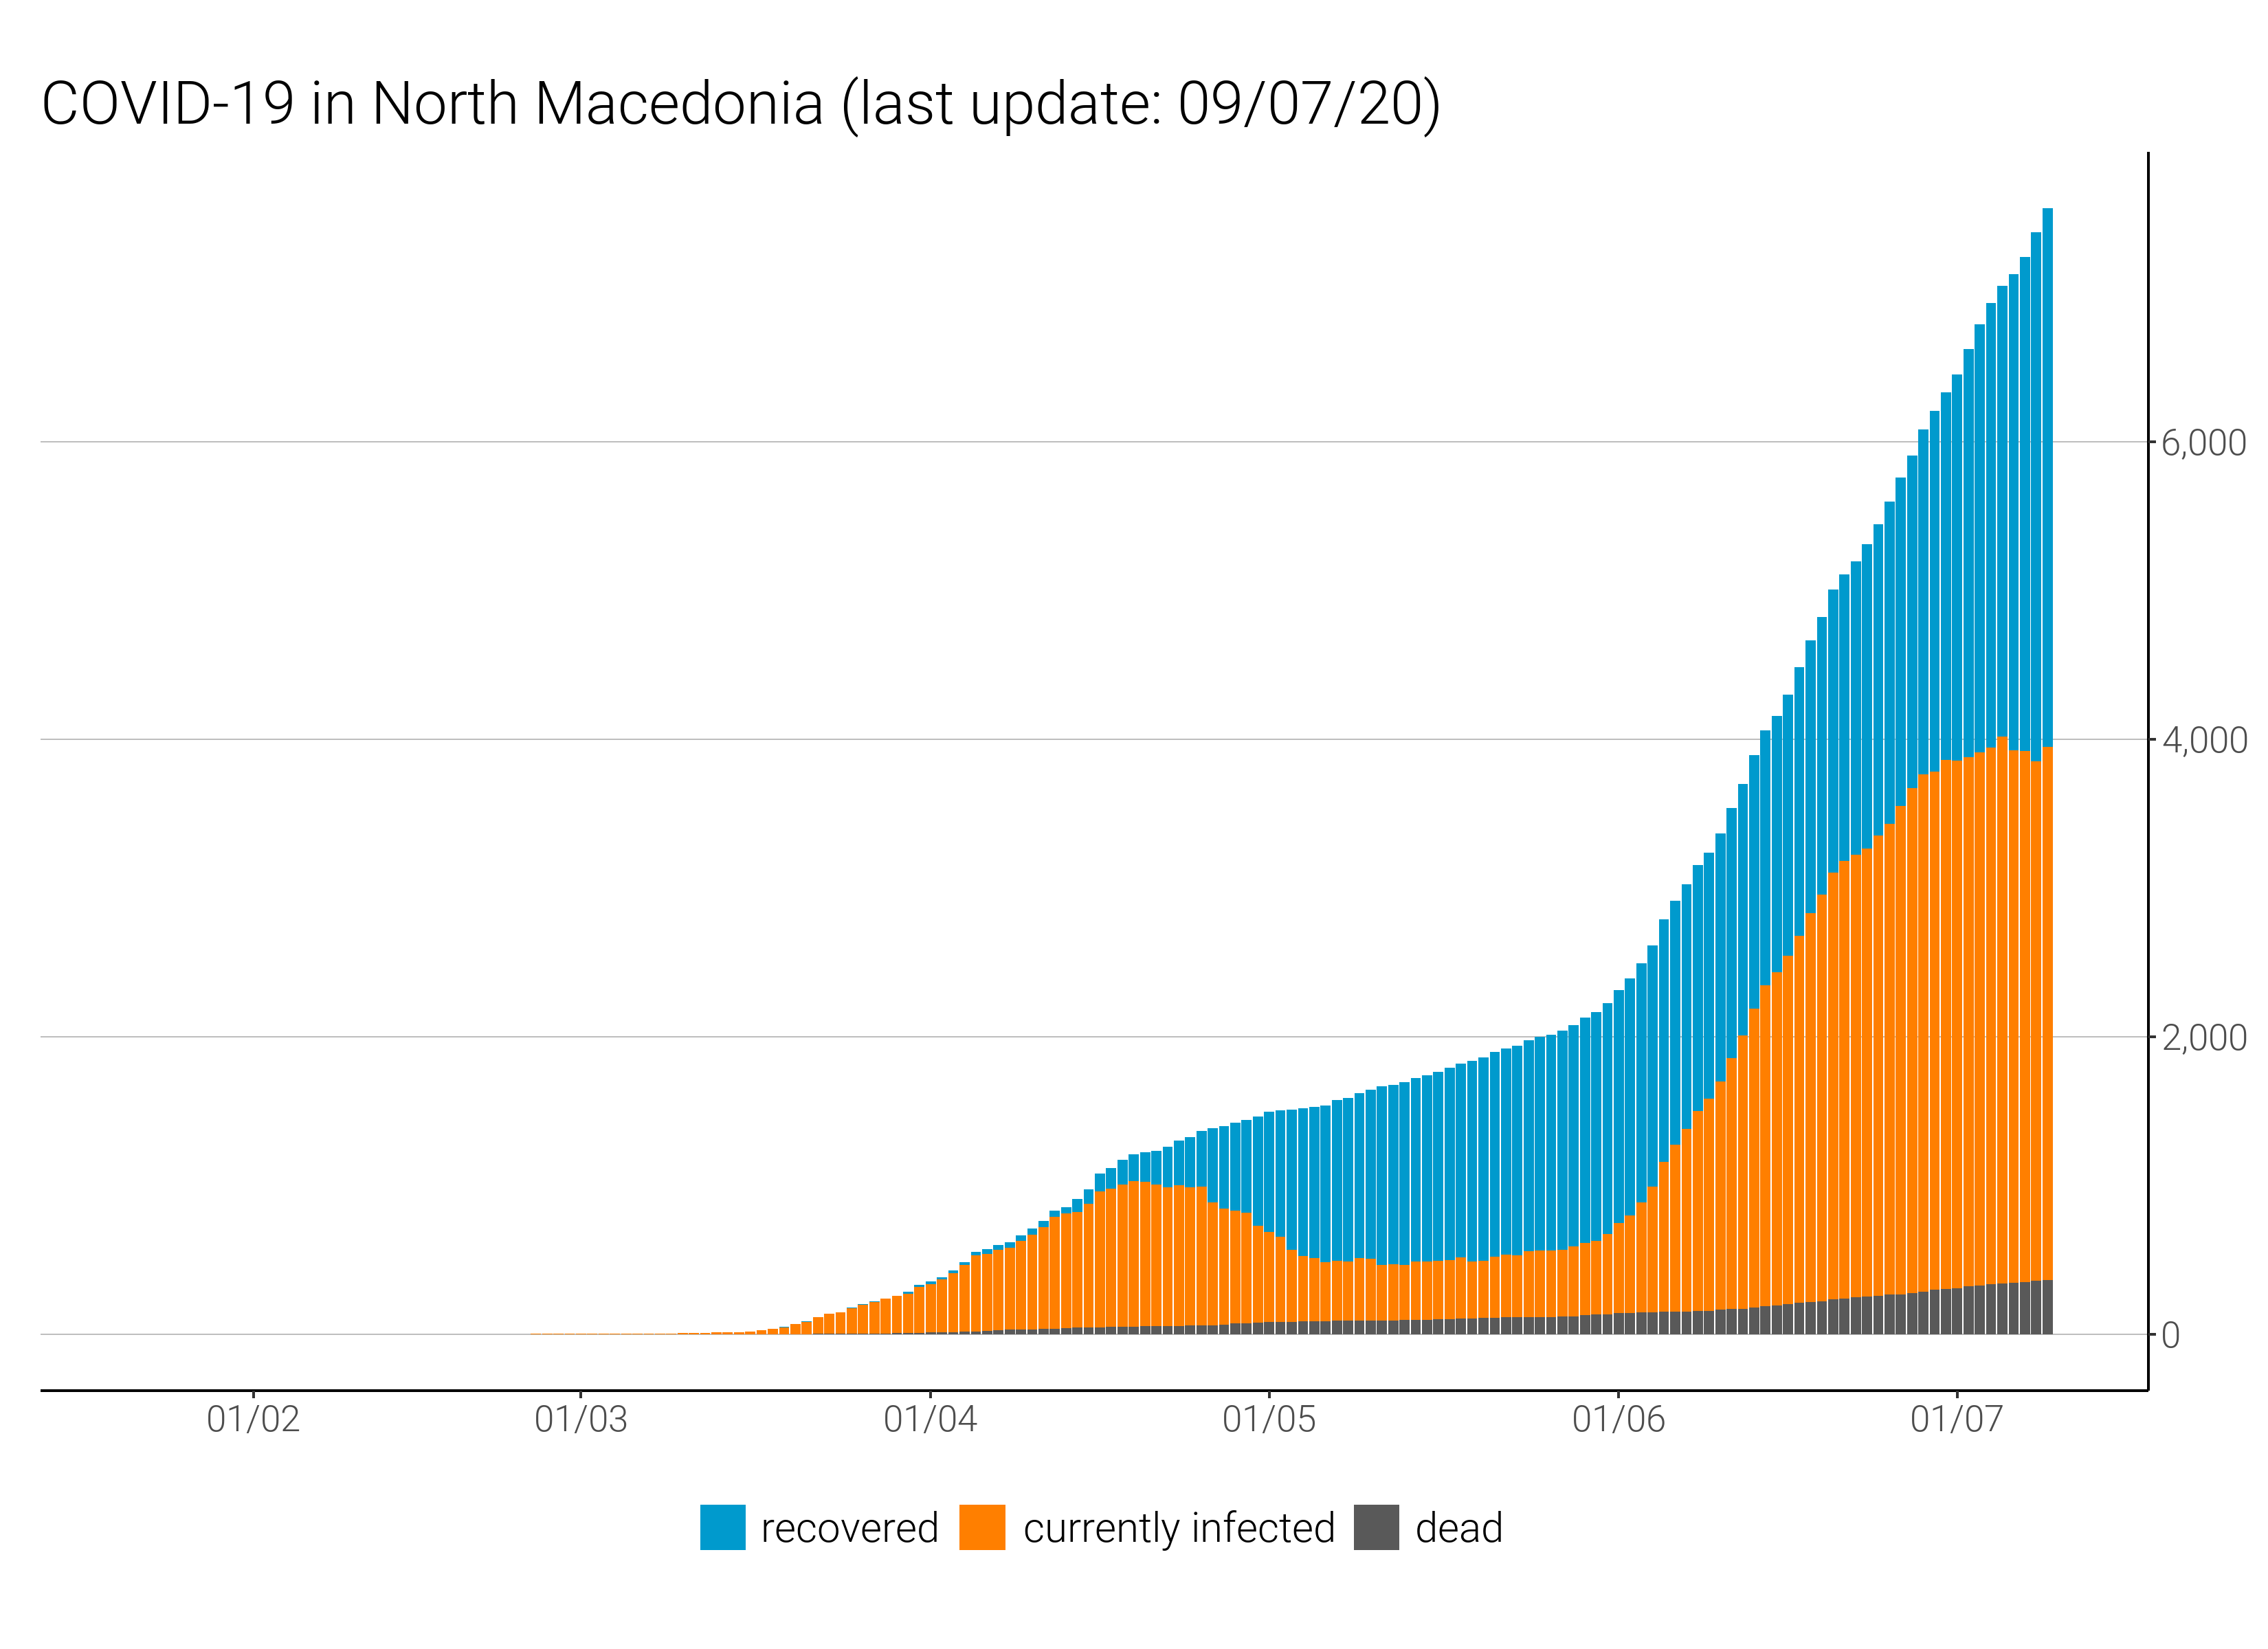 COVID-19 in North Macedonia (last update: 09/07/20)
6,000
4,000
2,000
0
01/02 01/03 01/04 01/05 01/06 01/07
recovered currently infected dead